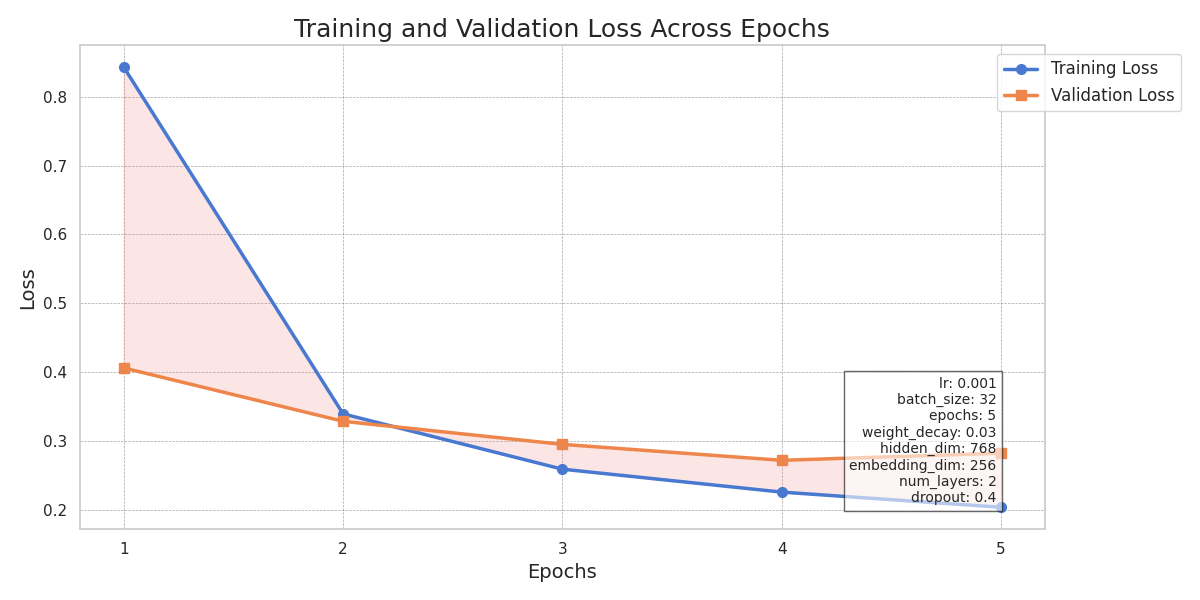 Training and Validation Loss Across Epochs
Training Loss
Validation Loss
Loss
0.8
0.7
0.6
0.5
0.4
0.3
0.2
lr: 0.001
batch_size: 32
epochs: 5
weight_decay: 0.03
hidden_dim: 768
embedding_dim: 256
num_layers: 2
dropout: 0.4
1 2 3 4 5
Epochs